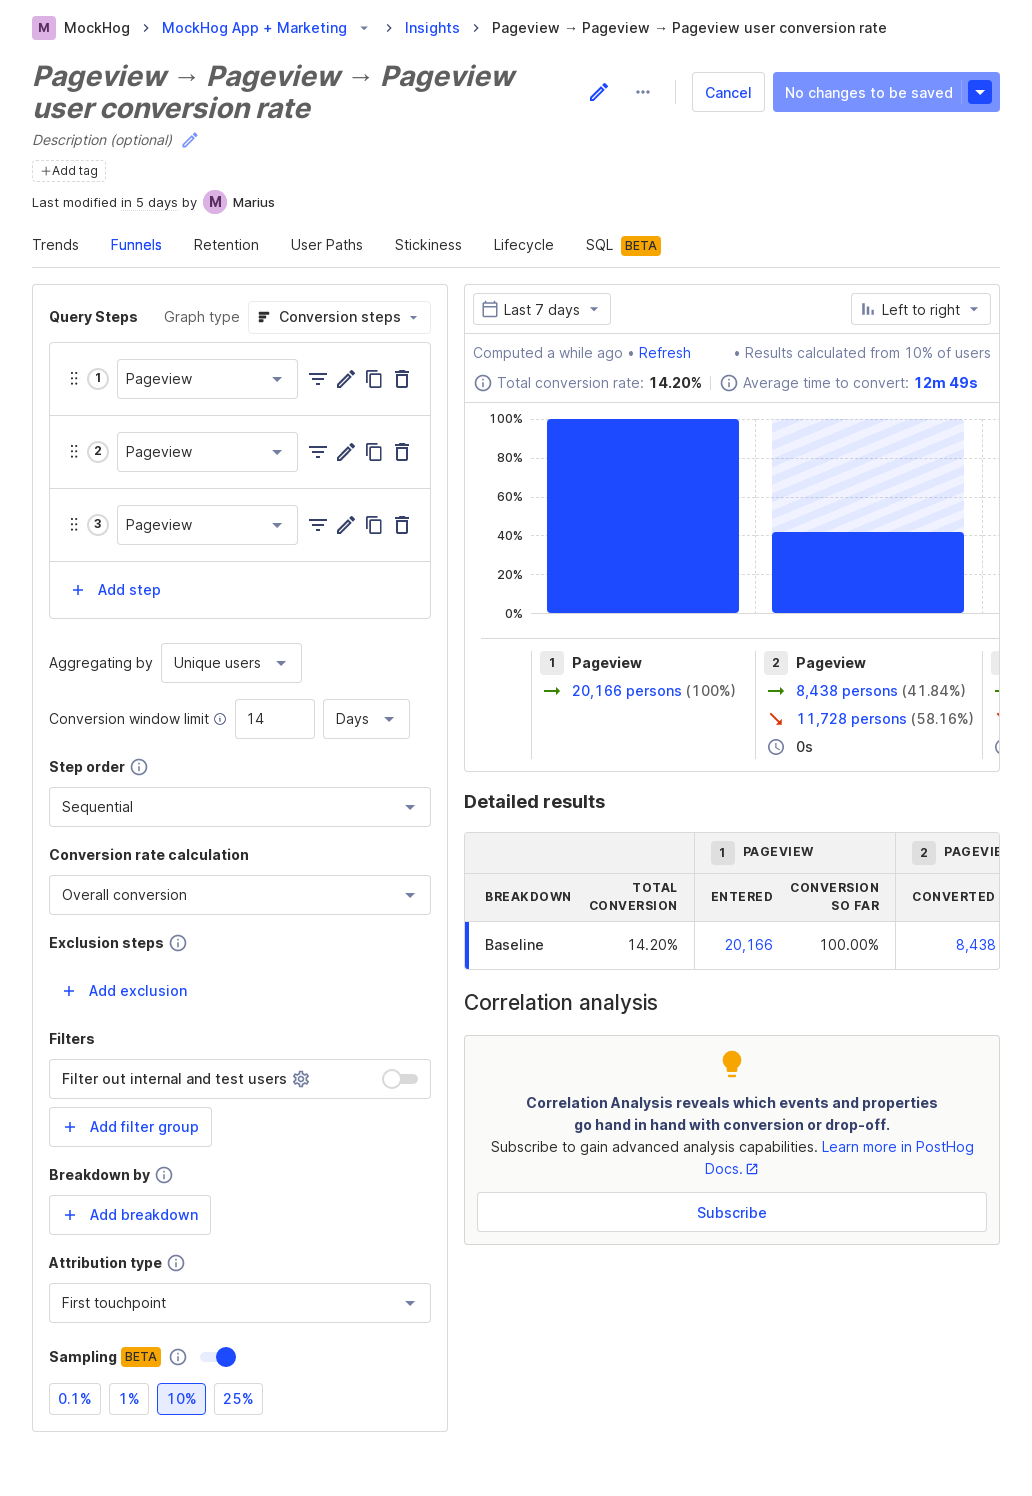 M MockHog > MockHog App + Marketing > Insights > Pageview → Pageview → Pageview user conversion rate
Pageview → Pageview → Pageview
user conversion rate
Cancel
No changes to be saved
Description (optional)
Add tag
Last modified in 5 days by M Marius
Trends Funnels Retention User Paths Stickiness Lifecycle SQL BETA
Query Steps Graph type Conversion steps
1 Pageview
2 Pageview
3 Pageview
Add step
Aggregating by Unique users
Conversion window limit 14 Days
Step order
Sequential
Conversion rate calculation
Overall conversion
Exclusion steps
Add exclusion
Filters
Filter out internal and test users
Add filter group
Breakdown by
Add breakdown
Attribution type
First touchpoint
Sampling BETA
0.1% 1% 10% 25%
Last 7 days Left to right
Computed a while ago • Refresh • Results calculated from 10% of users
Total conversion rate: 14.20% Average time to convert: 12m 49s
100%
80%
60%
40%
20%
0%
1 Pageview
20,166 persons (100%)
2 Pageview
8,438 persons (41.84%)
11,728 persons (58.16%)
0s
Detailed results
1 PAGEVIEW 2
BREAKDOWN TOTAL CONVERSION ENTERED CONVERSION SO FAR CONVERTED
Baseline 14.20% 20,166 100.00% 8,438
Correlation analysis
Correlation Analysis reveals which events and properties
go hand in hand with conversion or drop-off.
Subscribe to gain advanced analysis capabilities. Learn more in PostHog
Docs.
Subscribe